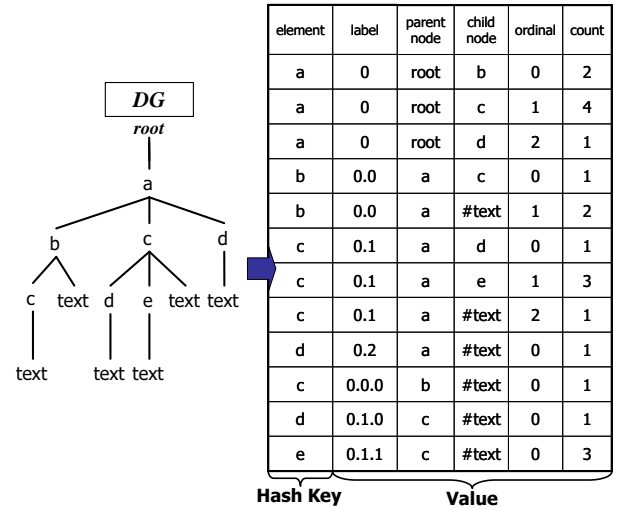 DG
root
a
b c d
c text d e text text
text text text
element label parent node child node ordinal count
a 0 root b 0 2
a 0 root c 1 4
a 0 root d 2 1
b 0.0 a c 0 1
b 0.0 a #text 1 2
c 0.1 a d 0 1
c 0.1 a e 1 3
c 0.1 a #text 2 1
d 0.2 a #text 0 1
c 0.0.0 b #text 0 1
d 0.1.0 c #text 0 1
e 0.1.1 c #text 0 3
Hash Key Value